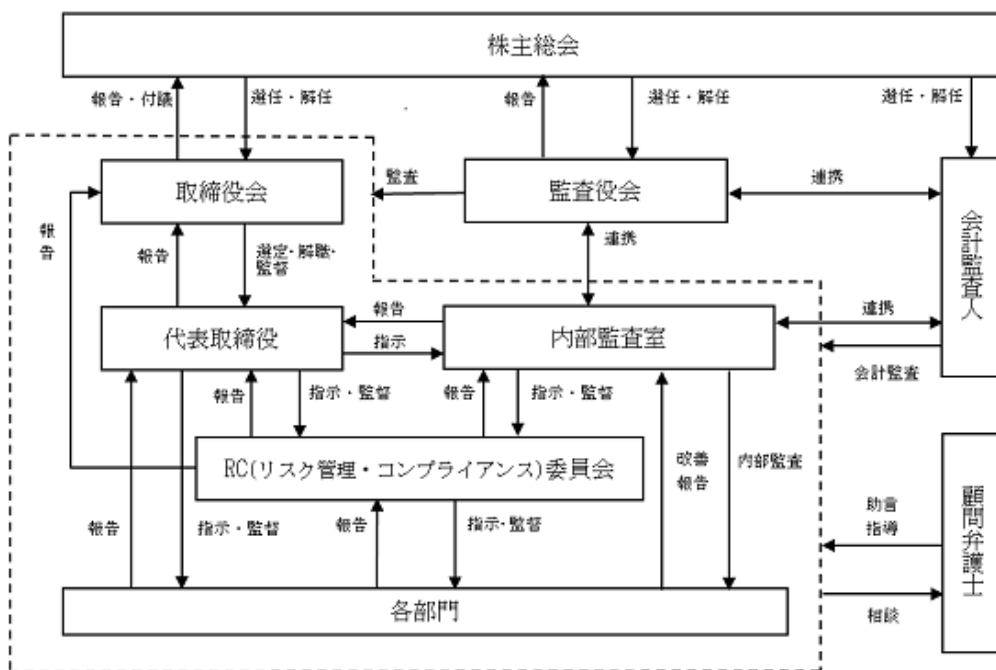 株主総会
報告・付議
選任・解任
報告
選任・解任
選任・解任
取締役会
監査
監査役会
連携
会計監査人
報告
報告
選定・解職・
監督
連携
代表取締役
報告
指示
内部監査室
連携
会計監査
報告
指示・監督
報告
指示・監督
RC(リスク管理・コンプライアンス)委員会
改善
報告
内部監査
報告
指示・監督
報告
指示・監督
助言
指導
顧問弁護士
相談
各部門